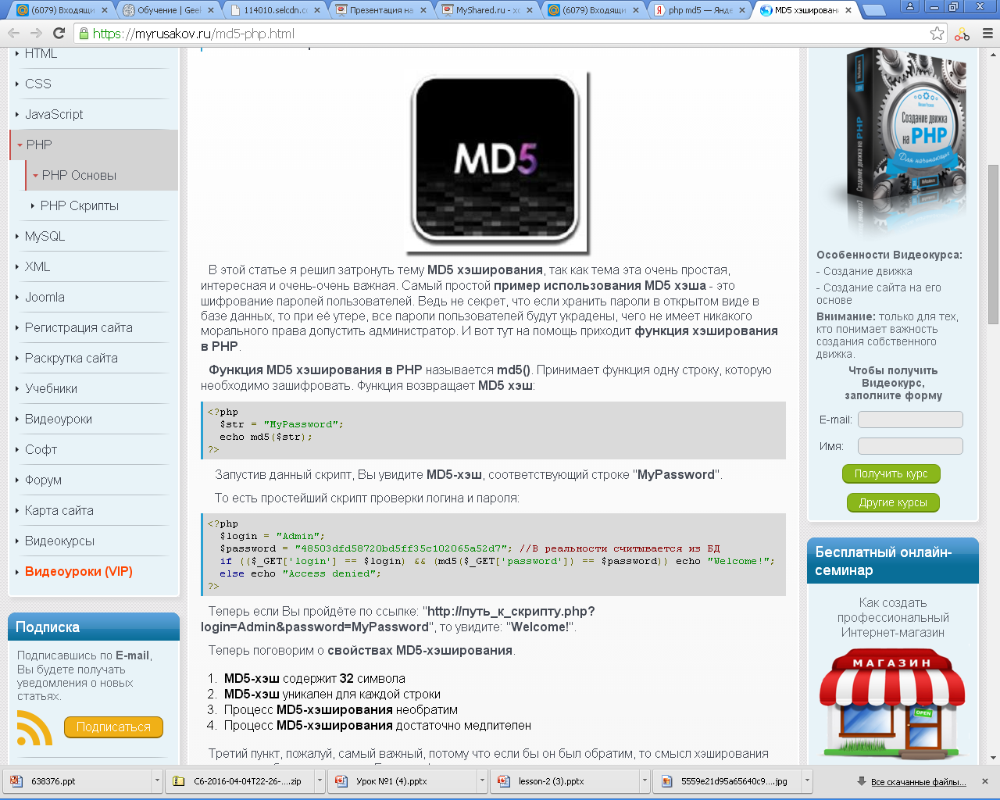 (6079) Входящи
Обучение | Geek
114010.selcdn.co
Презентация на
MyShared.ru - хо
(6079) Входящи
php md5 — Янде
MD5 хэширован
https://myrusakov.ru/md5-php.html
HTML
CSS
JavaScript
PHP
PHP Основы
PHP Скрипты
MySQL
XML
Joomla
Регистрация сайта
Раскрутка сайта
Учебники
Видеоуроки
Софт
Форум
Карта сайта
Видеокурсы
Видеоуроки (VIP)
Подписка
Подписавшись по E-mail,
Вы будете получать
уведомления о новых
статьях.
Подписаться
MD5
В этой статье я решил затронуть тему MD5 хэширования, так как тема эта очень простая,
интересная и очень-очень важная. Самый простой пример использования MD5 хэша - это
шифрование паролей пользователей. Ведь не секрет, что если хранить пароли в открытом виде в
базе данных, то при её утере, все пароли пользователей будут украдены, чего не имеет никакого
морального права допустить администратор. И вот тут на помощь приходит функция хэширования
в PHP.
Функция MD5 хэширования в PHP называется md5(). Принимает функция одну строку, которую
необходимо зашифровать. Функция возвращает MD5 хэш:
<?php
$str = "MyPassword";
echo md5($str);
?>
Запустив данный скрипт, Вы увидите MD5-хэш, соответствующий строке "MyPassword".
То есть простейший скрипт проверки логина и пароля:
<?php
$login = "Admin";
$password = "48503dfd58720bd5ff35c102065a52d7"; //В реальности считывается из БД
if (($_GET['login'] == $login) && (md5($_GET['password']) == $password)) echo "Welcome!";
else echo "Access denied";
?>
Теперь если Вы пройдёте по ссылке: "http://путь_к_скрипту.php?
login=Admin&password=MyPassword", то увидите: "Welcome!".
Теперь поговорим о свойствах MD5-хэширования.
1. MD5-хэш содержит 32 символа
2. MD5-хэш уникален для каждой строки
3. Процесс MD5-хэширования необратим
4. Процесс MD5-хэширования достаточно медлителен
Третий пункт, пожалуй, самый важный, потому что если бы он был обратим, то смысл хэширования
Создание движка
на PHP
Для начинающих
Создание движка на PHP
Особенности Видеокурса:
- Создание движка
- Создание сайта на его
основе
Внимание: только для тех,
кто понимает важность
создания собственного
движка.
Чтобы получить
Видеокурс,
заполните форму
E-mail:
Имя:
Получить курс
Другие курсы
Бесплатный онлайн-
семинар
Как создать
профессиональный
Интернет-магазин
МАГАЗИН
OPEN
638376.ppt
C6-2016-04-04T22-26-....zip
Урок №1 (4).pptx
lesson-2 (3).pptx
5559e21d95a65640c9....jpg
Все скачанные файлы...